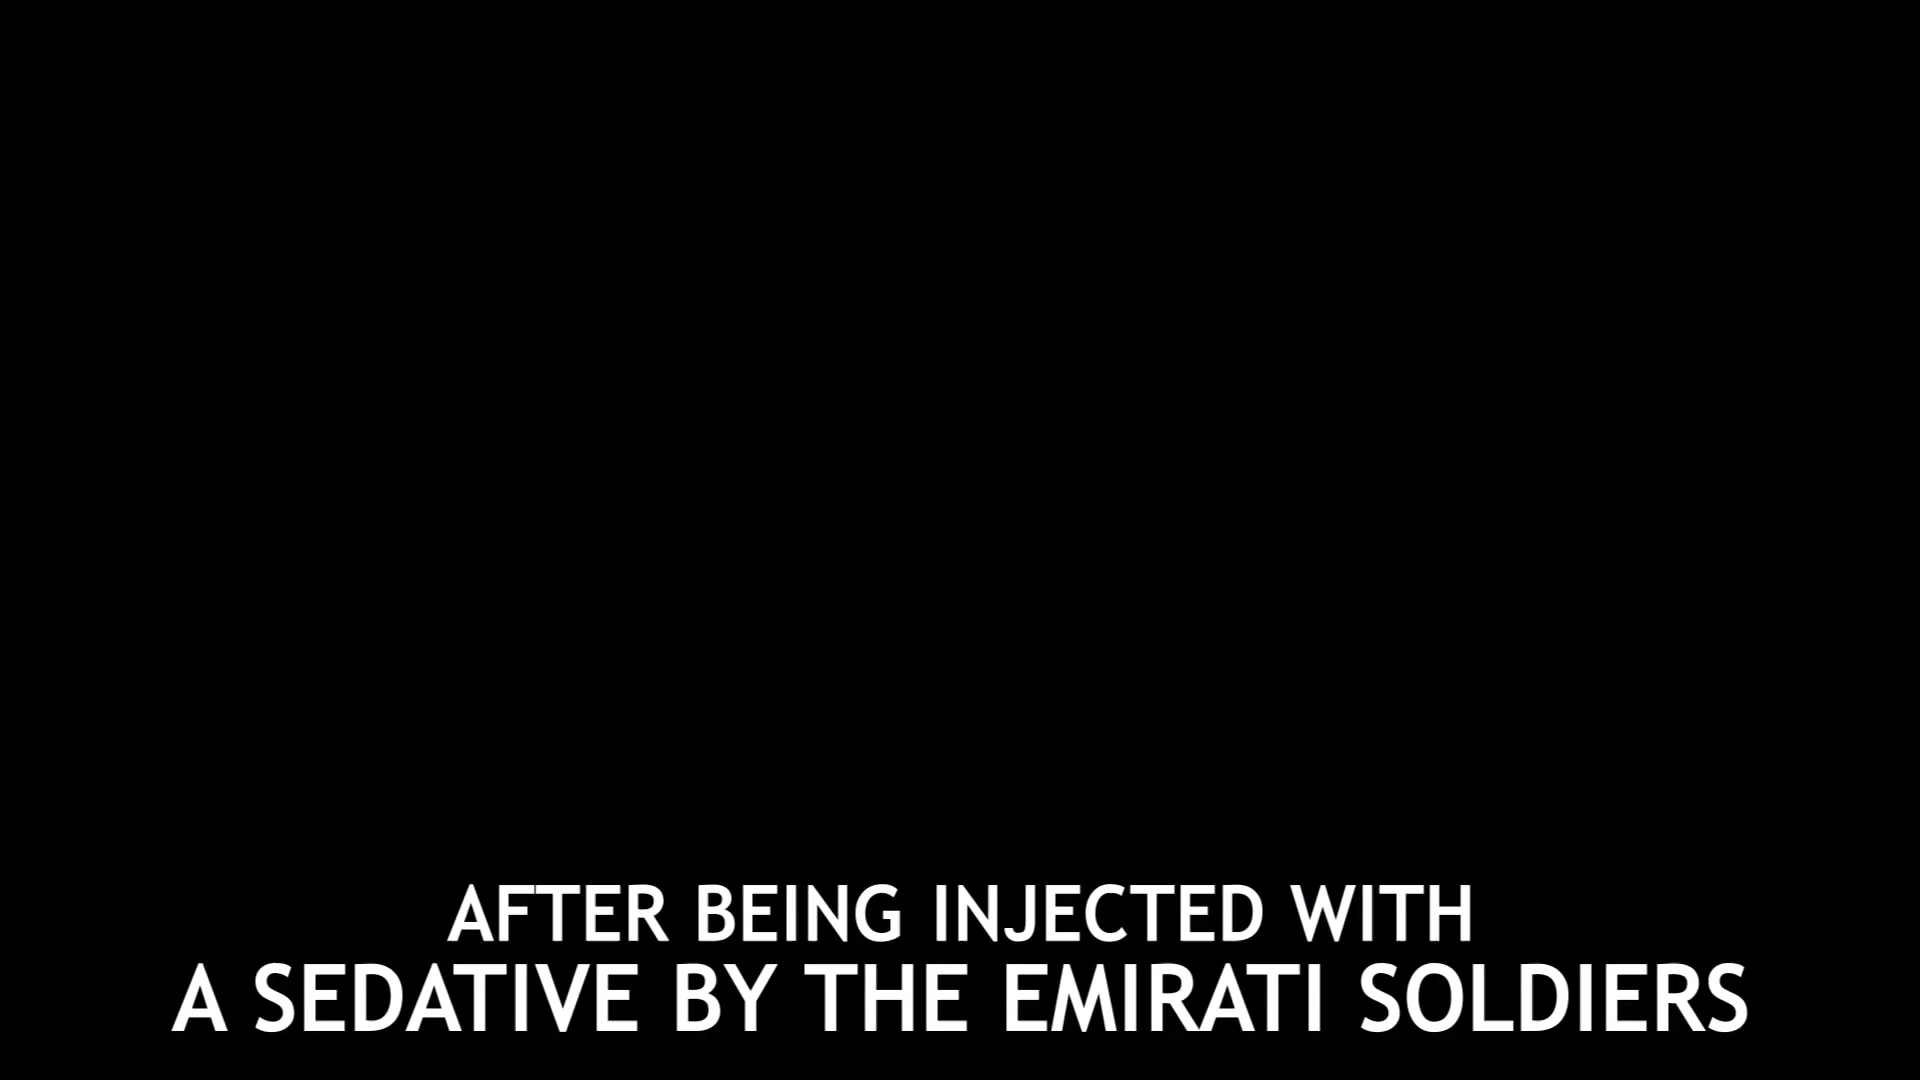 AFTER BEING INJECTED WITH
A SEDATIVE BY THE EMIRATI SOLDIERS